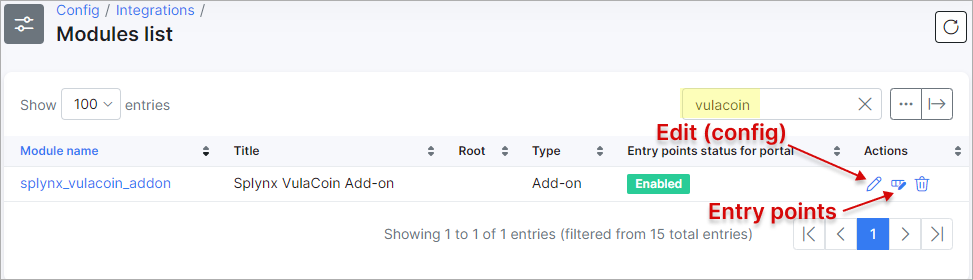 Config / Integrations /
Modules list
Show 100 entries
vulacoin
Edit (config)
Module name Title Root Type Entry points status for portal Actions
splynx_vulacoin_addon Splynx VulaCoin Add-on Add-on Enabled
Entry points
Showing 1 to 1 of 1 entries (filtered from 15 total entries) 1